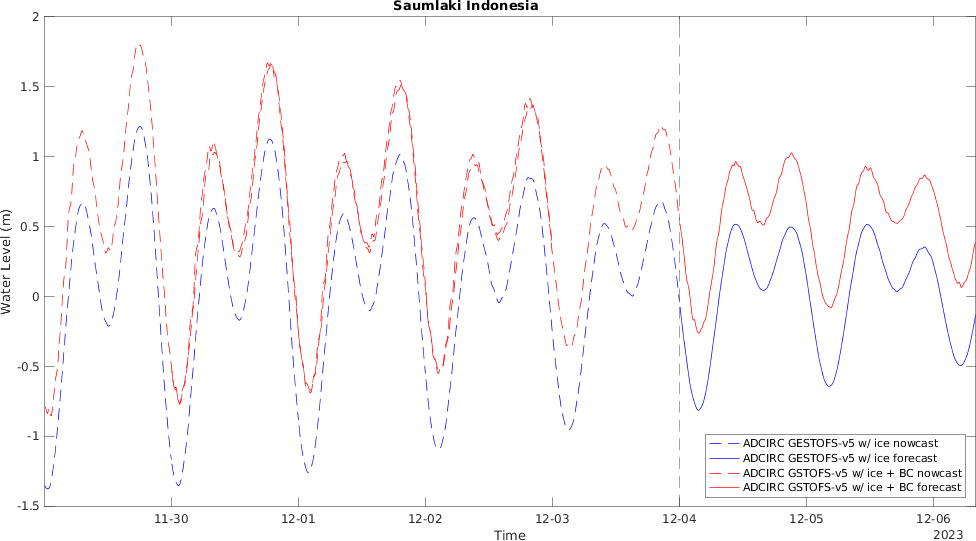 Saumlaki Indonesia
Water Level (m)
2
1.5
1
0.5
0
-0.5
-1
-1.5
ADCIRC GESTOFS-v5 w/ ice nowcast
ADCIRC GESTOFS-v5 w/ ice forecast
ADCIRC GSTOFS-v5 w/ ice + BC nowcast
ADCIRC GSTOFS-v5 w/ ice + BC forecast
11-30 12-01 12-02 12-03 12-04 12-05 12-06
Time
2023